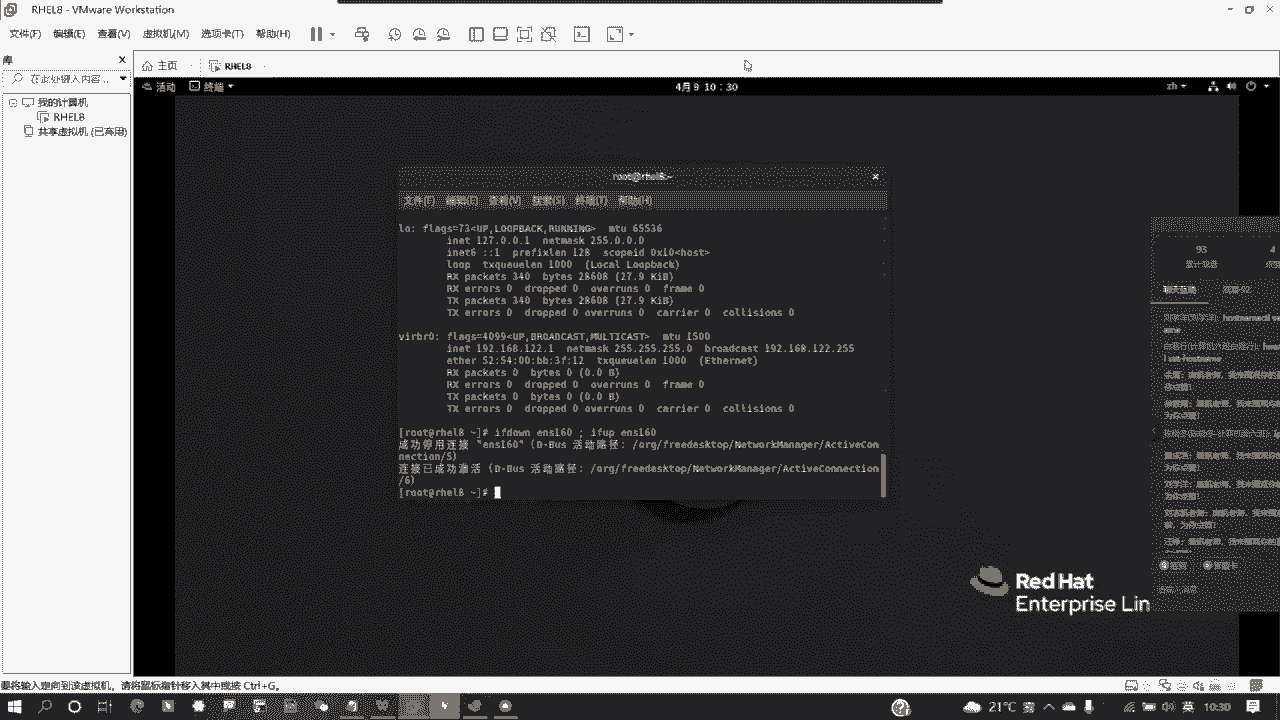 RHEL8 - VMware Workstation
文件(F) 编辑(E) 查看(V) 虚拟机(M) 选项卡(T) 帮助(H)
库
在此处键入内容...
我的计算机
RHEL8
共享虚拟机 (已弃用)
主页
RHEL8
活动 终端
4月 9 10：30
zh
root@rhel8:~
文件(F) 编辑(E) 查看(V) 搜索(S) 终端(T) 帮助(H)
lo: flags=73<UP,LOOPBACK,RUNNING> mtu 65536
inet 127.0.0.1 netmask 255.0.0.0
inet6 ::1 prefixlen 128 scopeid 0x10<host>
loop txqueuelen 1000 (Local Loopback)
RX packets 340 bytes 28608 (27.9 KiB)
RX errors 0 dropped 0 overruns 0 frame 0
TX packets 340 bytes 28608 (27.9 KiB)
TX errors 0 dropped 0 overruns 0 carrier 0 collisions 0
virbr0: flags=4099<UP,BROADCAST,MULTICAST> mtu 1500
inet 192.168.122.1 netmask 255.255.255.0 broadcast 192.168.122.255
ether 52:54:00:bb:3f:12 txqueuelen 1000 (Ethernet)
RX packets 0 bytes 0 (0.0 B)
RX errors 0 dropped 0 overruns 0 frame 0
TX packets 0 bytes 0 (0.0 B)
TX errors 0 dropped 0 overruns 0 carrier 0 collisions 0
[root@rhel8 ~]# ifdown ens160 ; ifup ens160
成功停用连接 "ens160" (D-Bus 活动路径: /org/freedesktop/NetworkManager/ActiveCon
nection/5)
连接已成功激活 (D-Bus 活动路径: /org/freedesktop/NetworkManager/ActiveConnection
/6)
[root@rhel8 ~]#
93
Red Hat
Enterprise Lin
要将输入定向到该虚拟机，请将鼠标指针移入其中或按 Ctrl+G。
21°C
英
10:30